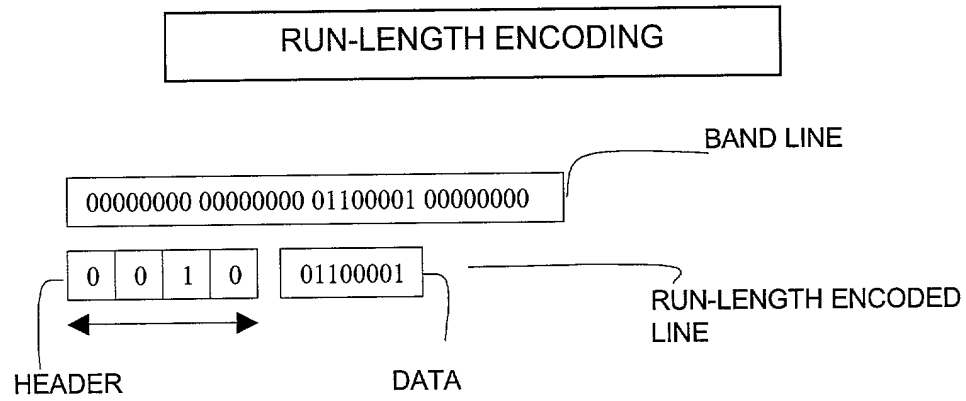 RUN-LENGTH ENCODING
BAND LINE
00000000 00000000 01100001 00000000
0 0 1 0 01100001
RUN-LENGTH ENCODED
LINE
HEADER
DATA